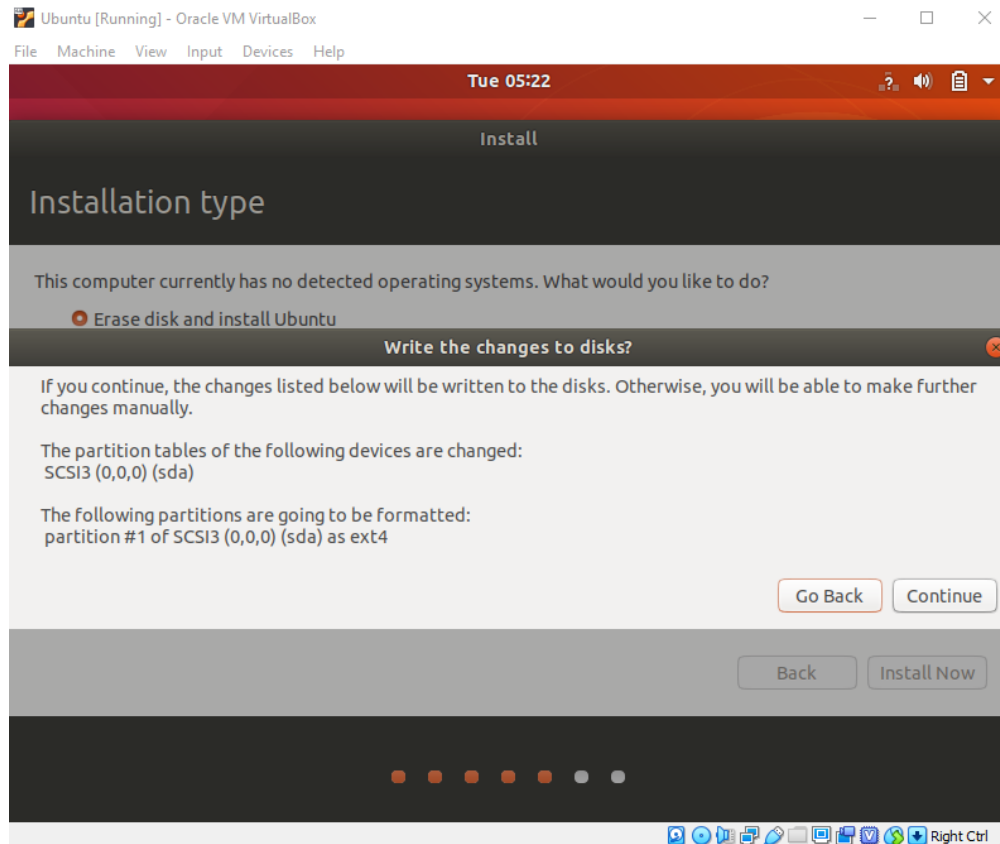 Ubuntu [Running] - Oracle VM VirtualBox
File Machine View Input Devices Help
Tue 05:22
Install
Installation type
This computer currently has no detected operating systems. What would you like to do?
Erase disk and install Ubuntu
Write the changes to disks?
If you continue, the changes listed below will be written to the disks. Otherwise, you will be able to make further
changes manually.
The partition tables of the following devices are changed:
SCSI3 (0,0,0) (sda)
The following partitions are going to be formatted:
partition #1 of SCSI3 (0,0,0) (sda) as ext4
Go Back Continue
Back Install Now
Right Ctrl